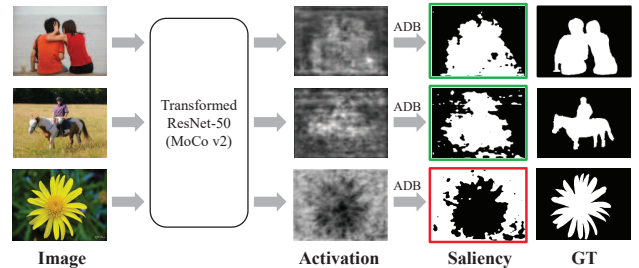 ADB
Transformed
ResNet-50
(MoCo v2)
ADB
ADB
Image
Activation
Saliency
GT